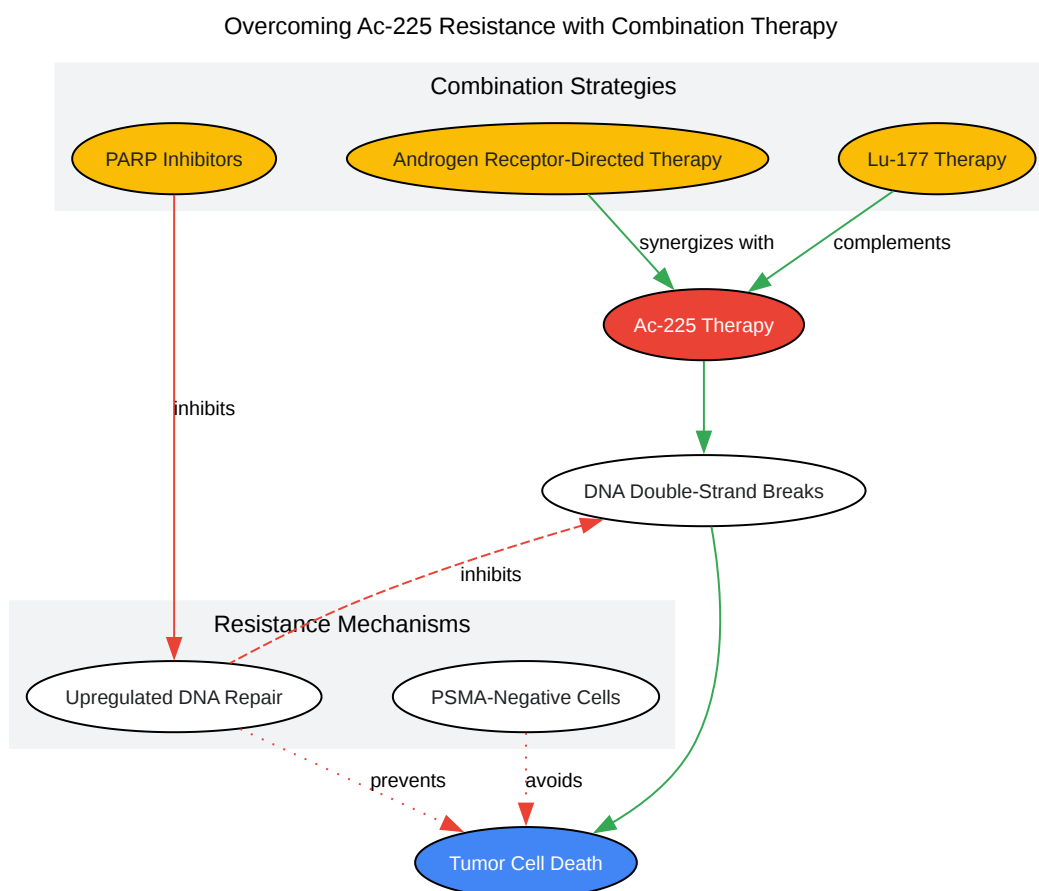 Overcoming Ac-225 Resistance with Combination Therapy
Combination Strategies
PARP Inhibitors
Androgen Receptor-Directed Therapy
Lu-177 Therapy
synergizes with
complements
Ac-225 Therapy
inhibits
DNA Double-Strand Breaks
inhibits
Resistance Mechanisms
Upregulated DNA Repair
PSMA-Negative Cells
prevents
avoids
Tumor Cell Death